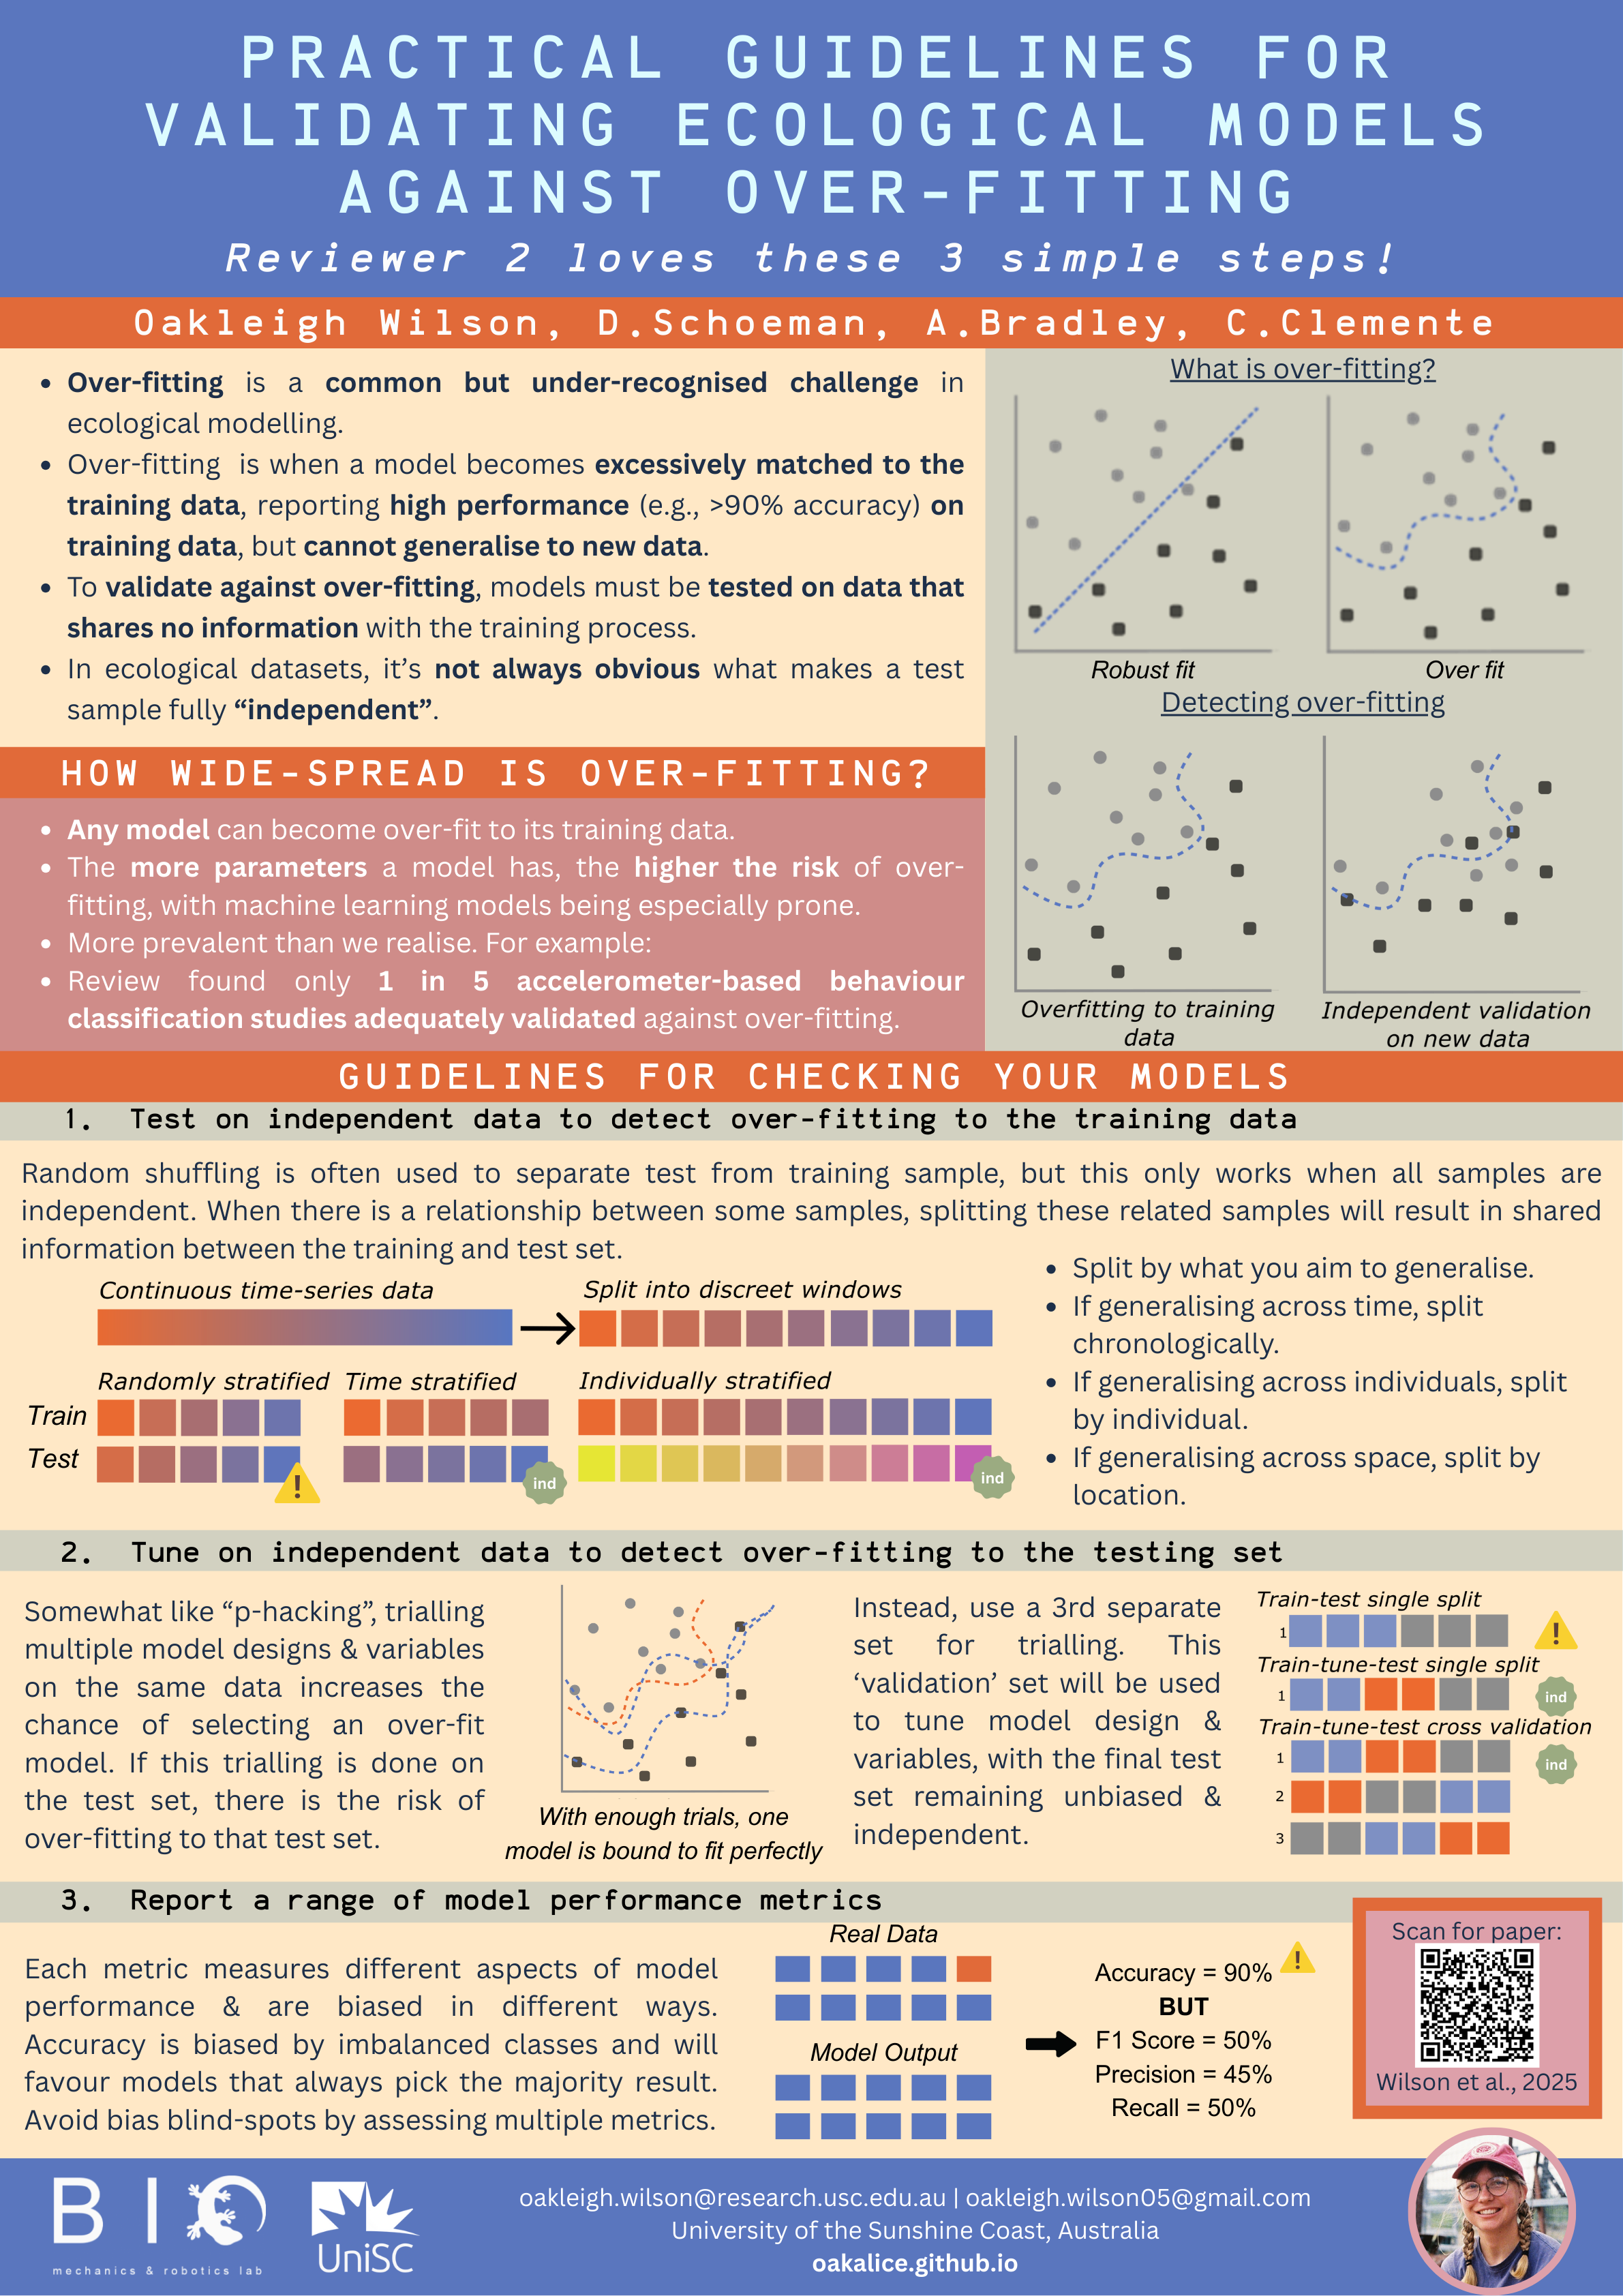 PRACTICAL GUIDELINES FOR
VALIDATING ECOLOGICAL MODELS
AGAINST OVER-FITTING
Reviewer 2 loves these 3 simple steps!
Oakleigh Wilson, D.Schoeman, A.Bradley, C.Clemente
• Over-fitting is a common but under-recognised challenge in
ecological modelling.
• Over-fitting is when a model becomes excessively matched to the
training data, reporting high performance (e.g., >90% accuracy) on
training data, but cannot generalise to new data.
• To validate against over-fitting, models must be tested on data that
shares no information with the training process.
• In ecological datasets, it's not always obvious what makes a test
sample fully “independent”.
What is over-fitting?
Robust fit
Over fit
Detecting over-fitting
Overfitting to training
data
Independent validation
on new data
HOW WIDE-SPREAD IS OVER-FITTING?
• Any model can become over-fit to its training data.
• The more parameters a model has, the higher the risk of over-
fitting, with machine learning models being especially prone.
• More prevalent than we realise. For example:
• Review found only 1 in 5 accelerometer-based behaviour
classification studies adequately validated against over-fitting.
GUIDELINES FOR CHECKING YOUR MODELS
1. Test on independent data to detect over-fitting to the training data
Random shuffling is often used to separate test from training sample, but this only works when all samples are
independent. When there is a relationship between some samples, splitting these related samples will result in shared
information between the training and test set.
Continuous time-series data
Split into discreet windows
Randomly stratified
Time stratified
Individually stratified
Train
Test
!
ind
ind
• Split by what you aim to generalise.
• If generalising across time, split
chronologically.
• If generalising across individuals, split
by individual.
• If generalising across space, split by
location.
2. Tune on independent data to detect over-fitting to the testing set
Somewhat like “p-hacking”, trialling
multiple model designs & variables
on the same data increases the
chance of selecting an over-fit
model. If this trialling is done on
the test set, there is the risk of
over-fitting to that test set.
With enough trials, one
model is bound to fit perfectly
Instead, use a 3rd separate
set for trialling. This
‘validation’ set will be used
to tune model design &
variables, with the final test
set remaining unbiased &
independent.
Train-test single split
1
!
Train-tune-test single split
1
ind
Train-tune-test cross validation
1
ind
2
3
3. Report a range of model performance metrics
Each metric measures different aspects of model
performance & are biased in different ways.
Accuracy is biased by imbalanced classes and will
favour models that always pick the majority result.
Avoid bias blind-spots by assessing multiple metrics.
Real Data
Model Output
Accuracy = 90%
!
BUT
F1 Score = 50%
Precision = 45%
Recall = 50%
Scan for paper:
Wilson et al., 2025
BIO
mechanics & robotics lab
UniSC
oakleigh.wilson@research.usc.edu.au | oakleigh.wilson05@gmail.com
University of the Sunshine Coast, Australia
oakalice.github.io